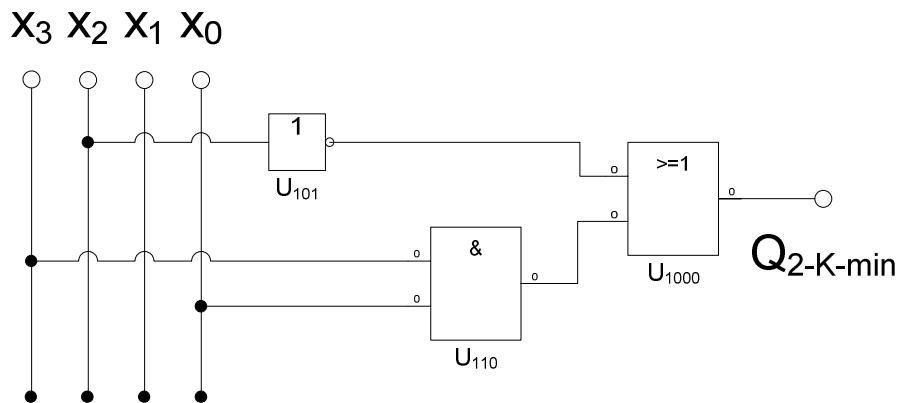 X3 X2 X1 X0
1
U101
>=1
o
o
o
Q2-K-min
U1000
&
o
o
o
U110